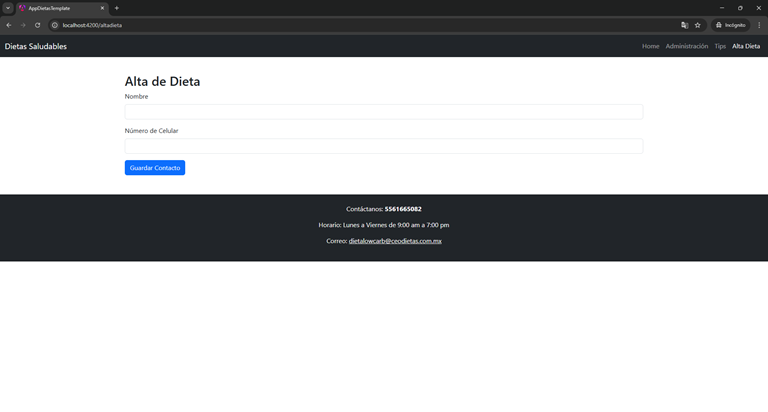 AppDietasTemplate
localhost:4200/altadieta
Incógnito
Dietas Saludables
Home Administración Tips Alta Dieta
Alta de Dieta
Nombre
Número de Celular
Guardar Contacto
Contáctanos: 5561665082
Horario: Lunes a Viernes de 9:00 am a 7:00 pm
Correo: dietalowcarb@ceodietas.com.mx